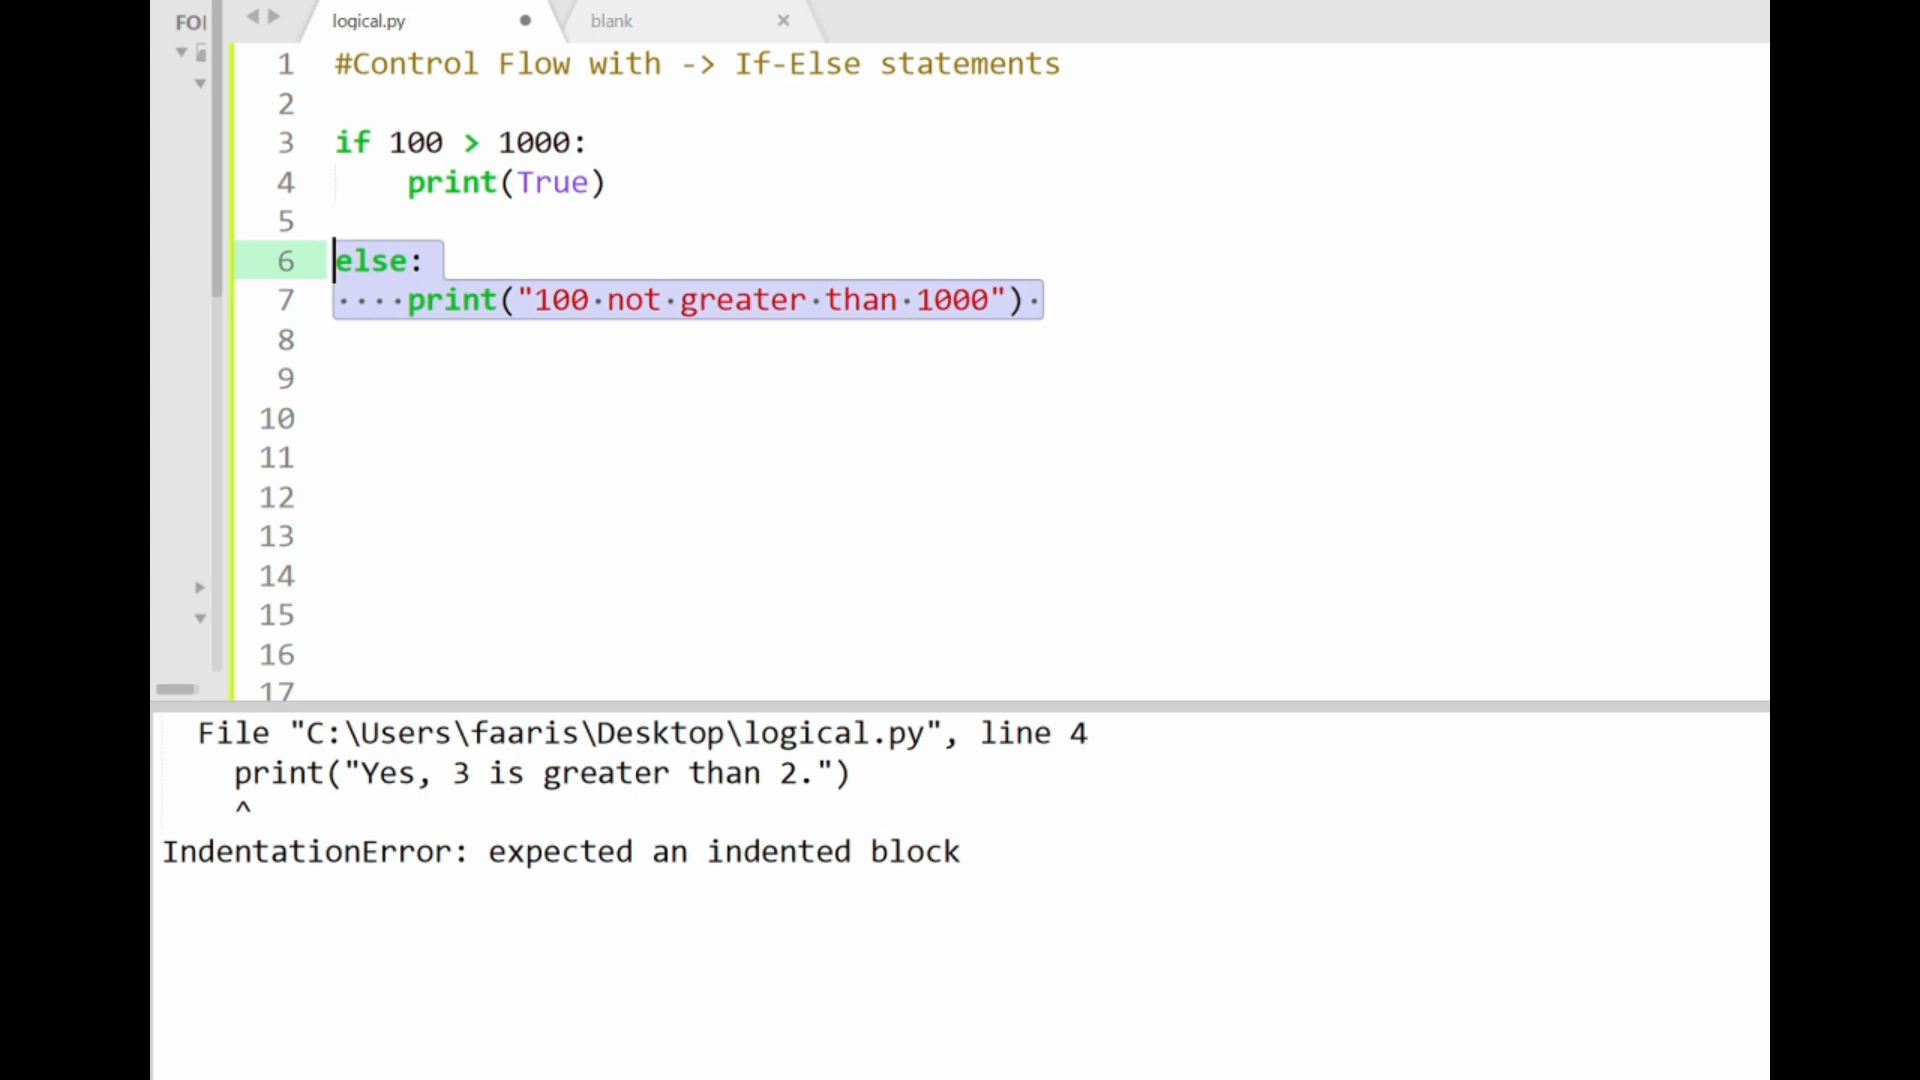 FOI
logical.py
blank
1 #Control Flow with -> If-Else statements
2
3 if 100 > 1000:
4     print(True)
5
6 else:
7 ····print("100·not·greater·than·1000")·
8
9
10
11
12
13
14
15
16
17
File "C:\Users\faaris\Desktop\logical.py", line 4
print("Yes, 3 is greater than 2.")
^
IndentationError: expected an indented block